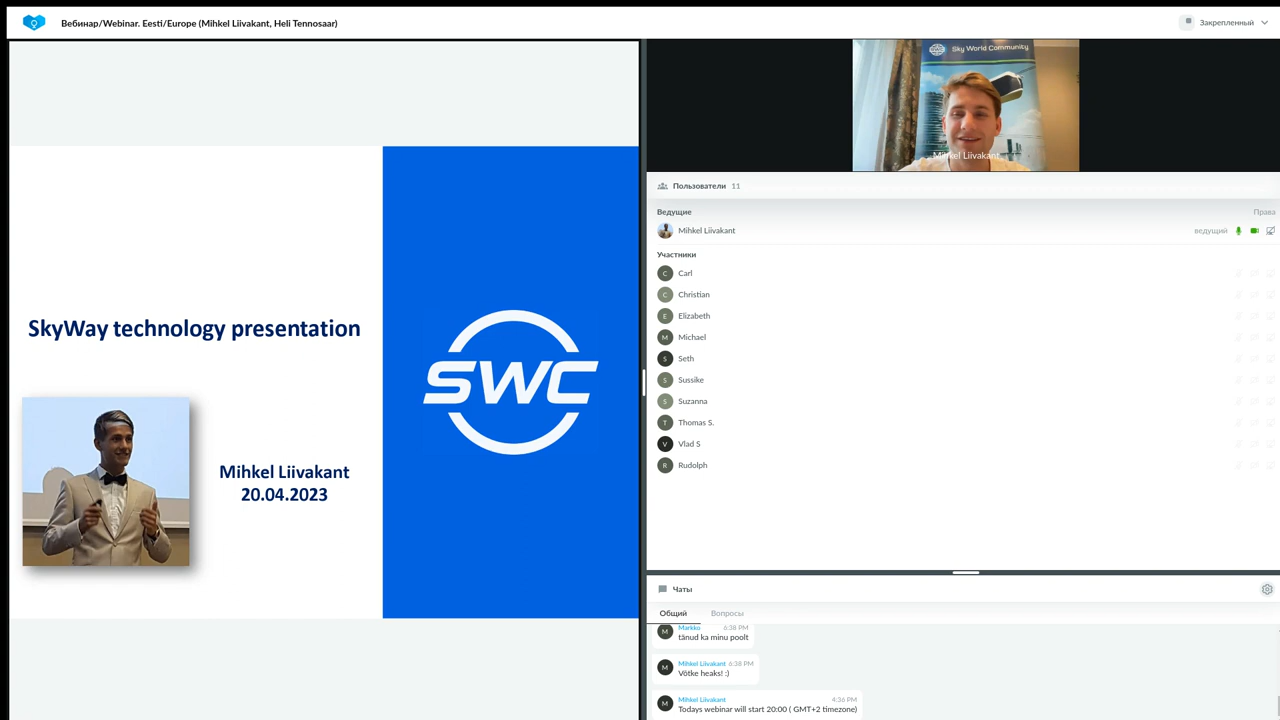 Вебинар/Webinar. Eesti/Europe (Mihkel Liivakant, Heli Tennosaar)
Закрепленный
SkyWay technology presentation
SWC
Mihkel Liivakant
20.04.2023
Sky World Community
Mihkel Liivakant
Пользователи 11
Ведущие Права
Mihkel Liivakant ведущий
Участники
C Carl
C Christian
E Elizabeth
M Michael
S Seth
S Sussike
S Suzanna
T Thomas S.
V Vlad S
R Rudolph
Чаты
Общий Вопросы
M Markku 6:38 PM
tänud ka minu poolt
M Mihkel Liivakant 6:38 PM
Võtke heaks! :)
M Mihkel Liivakant 4:36 PM
Todays webinar will start 20:00 ( GMT+2 timezone)